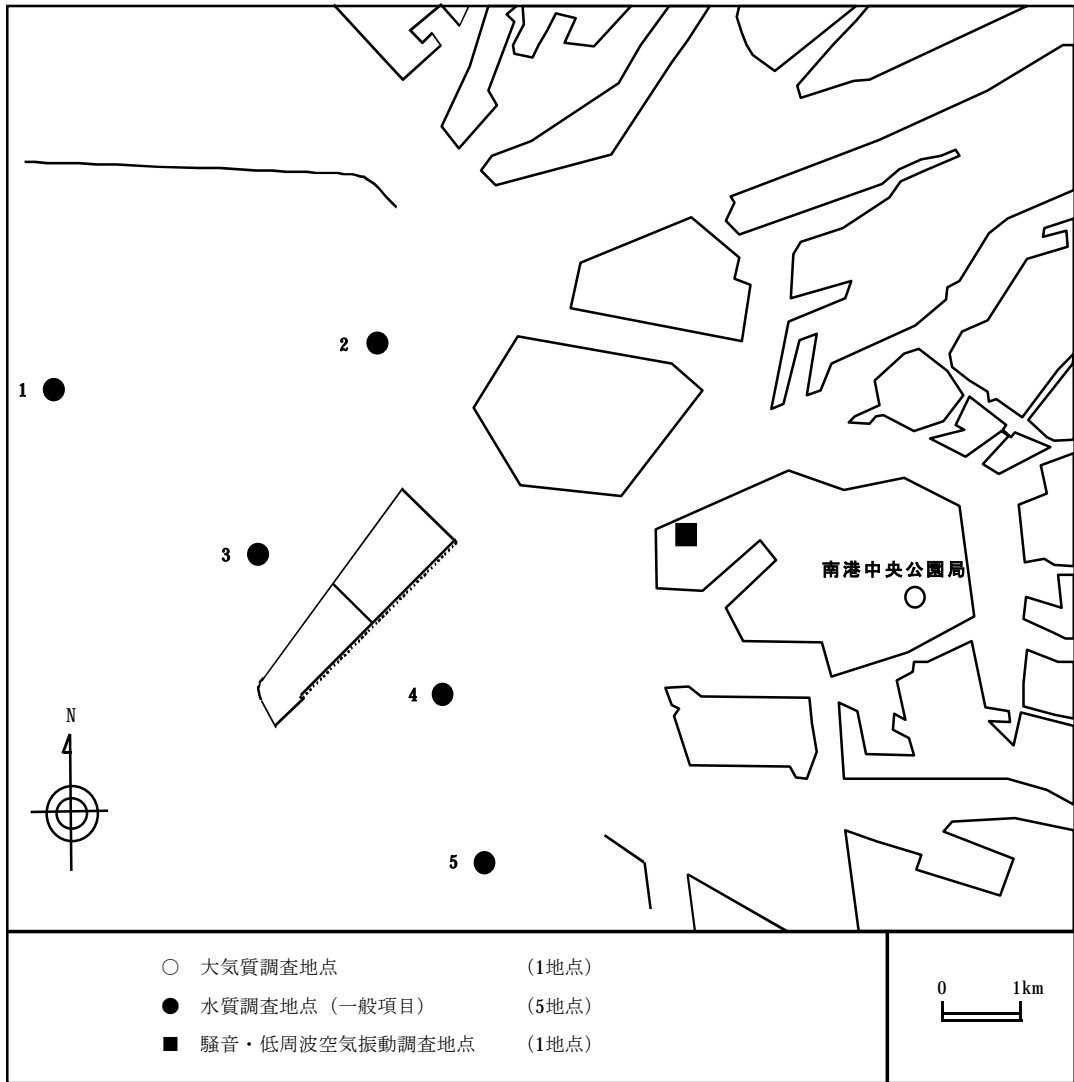 2
1
3
南港中央公園局
4
N
5
○ 大気質調査地点 (1地点)
● 水質調査地点(一般項目) (5地点)
■ 騒音・低周波空気振動調査地点 (1地点)
0 1km